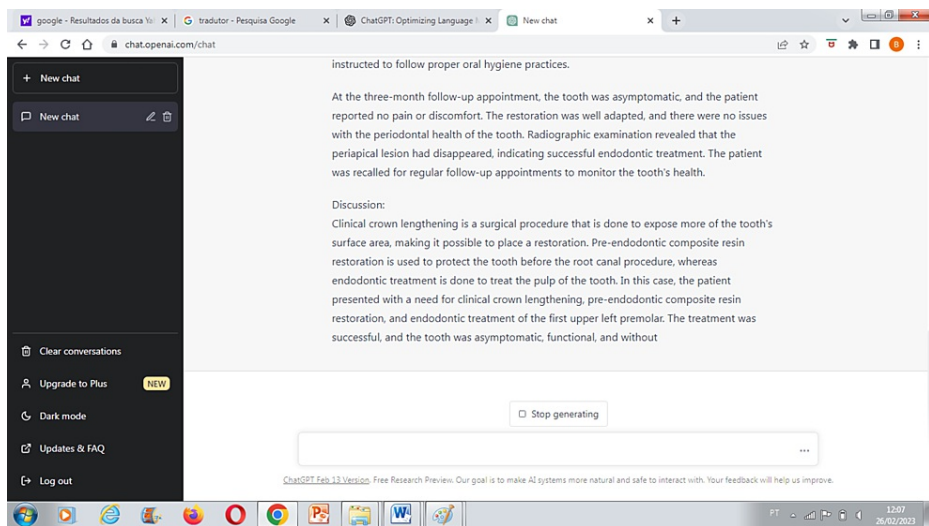 google - Resultados da busca Ya
tradutor - Pesquisa Google
ChatGPT: Optimizing Language
New chat
chat.openai.com/chat
B
+ New chat
New chat
instructed to follow proper oral hygiene practices.
At the three-month follow-up appointment, the tooth was asymptomatic, and the patient
reported no pain or discomfort. The restoration was well adapted, and there were no issues
with the periodontal health of the tooth. Radiographic examination revealed that the
periapical lesion had disappeared, indicating successful endodontic treatment. The patient
was recalled for regular follow-up appointments to monitor the tooth's health.
Discussion:
Clinical crown lengthening is a surgical procedure that is done to expose more of the tooth's
surface area, making it possible to place a restoration. Pre-endodontic composite resin
restoration is used to protect the tooth before the root canal procedure, whereas
endodontic treatment is done to treat the pulp of the tooth. In this case, the patient
presented with a need for clinical crown lengthening, pre-endodontic composite resin
restoration, and endodontic treatment of the first upper left premolar. The treatment was
successful, and the tooth was asymptomatic, functional, and without
Clear conversations
Upgrade to Plus NEW
Dark mode
Updates & FAQ
Log out
Stop generating
ChatGPT Feb 13 Version. Free Research Preview. Our goal is to make AI systems more natural and safe to interact with. Your feedback will help us improve.
PT
12:07
26/02/2023